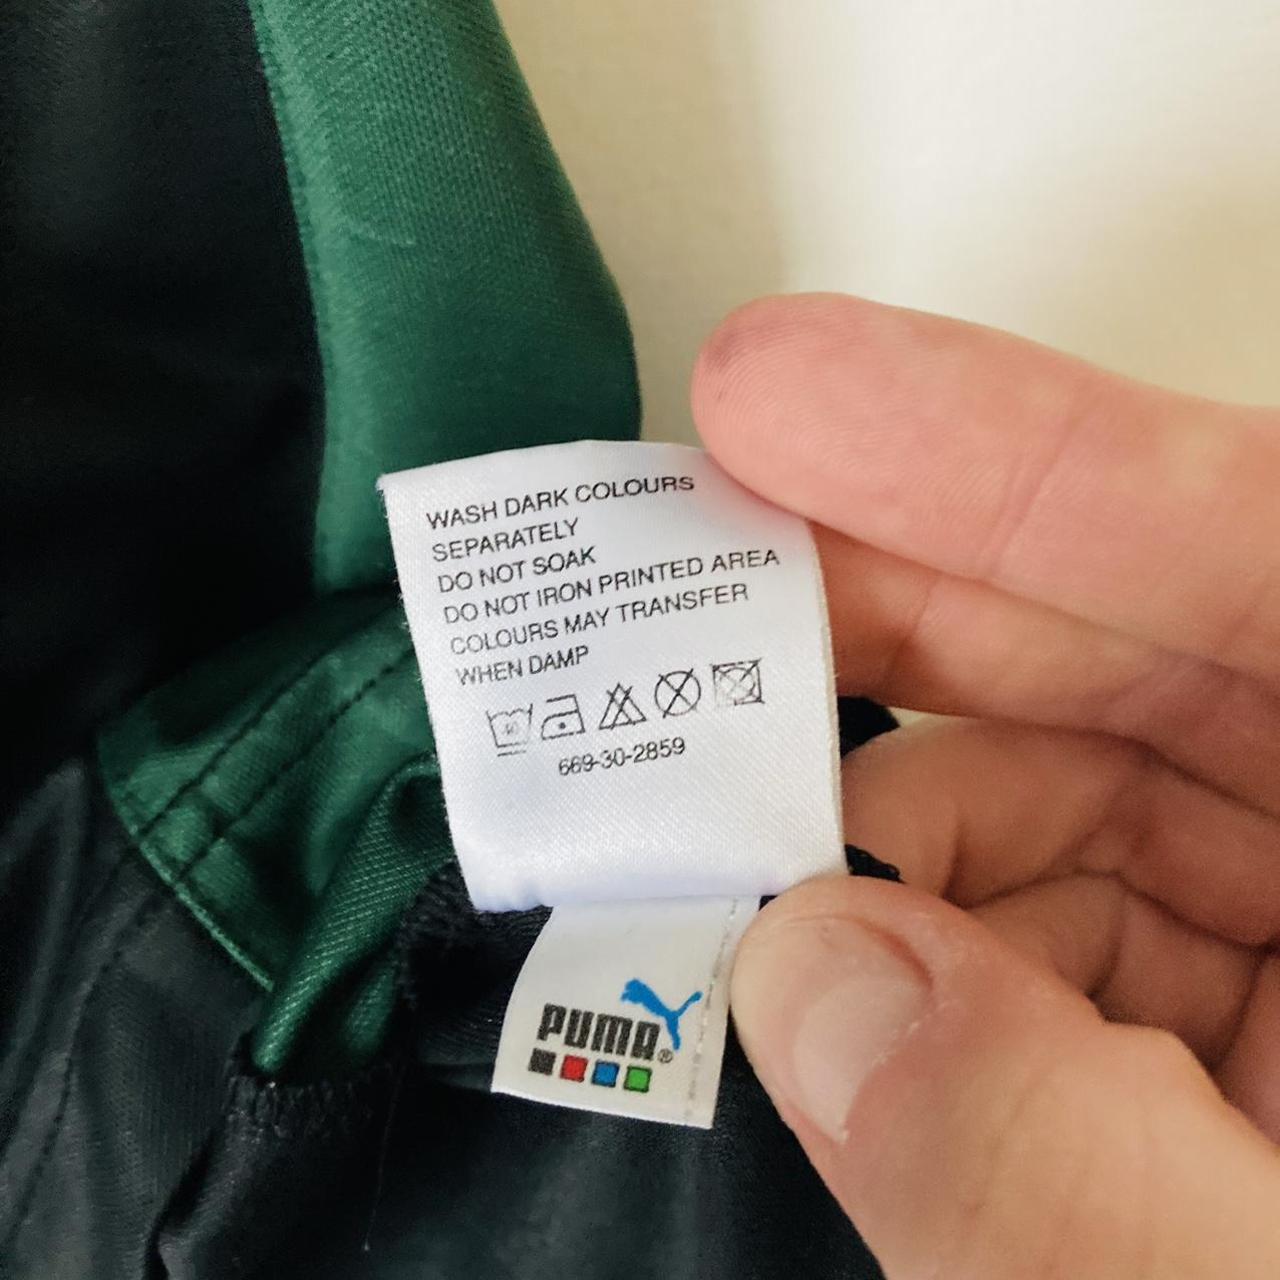 WASH DARK COLOURS
SEPARATELY
DO NOT SOAK
DO NOT IRON PRINTED AREA
COLOURS MAY TRANSFER
WHEN DAMP
40
669-30-2859
PUMA®